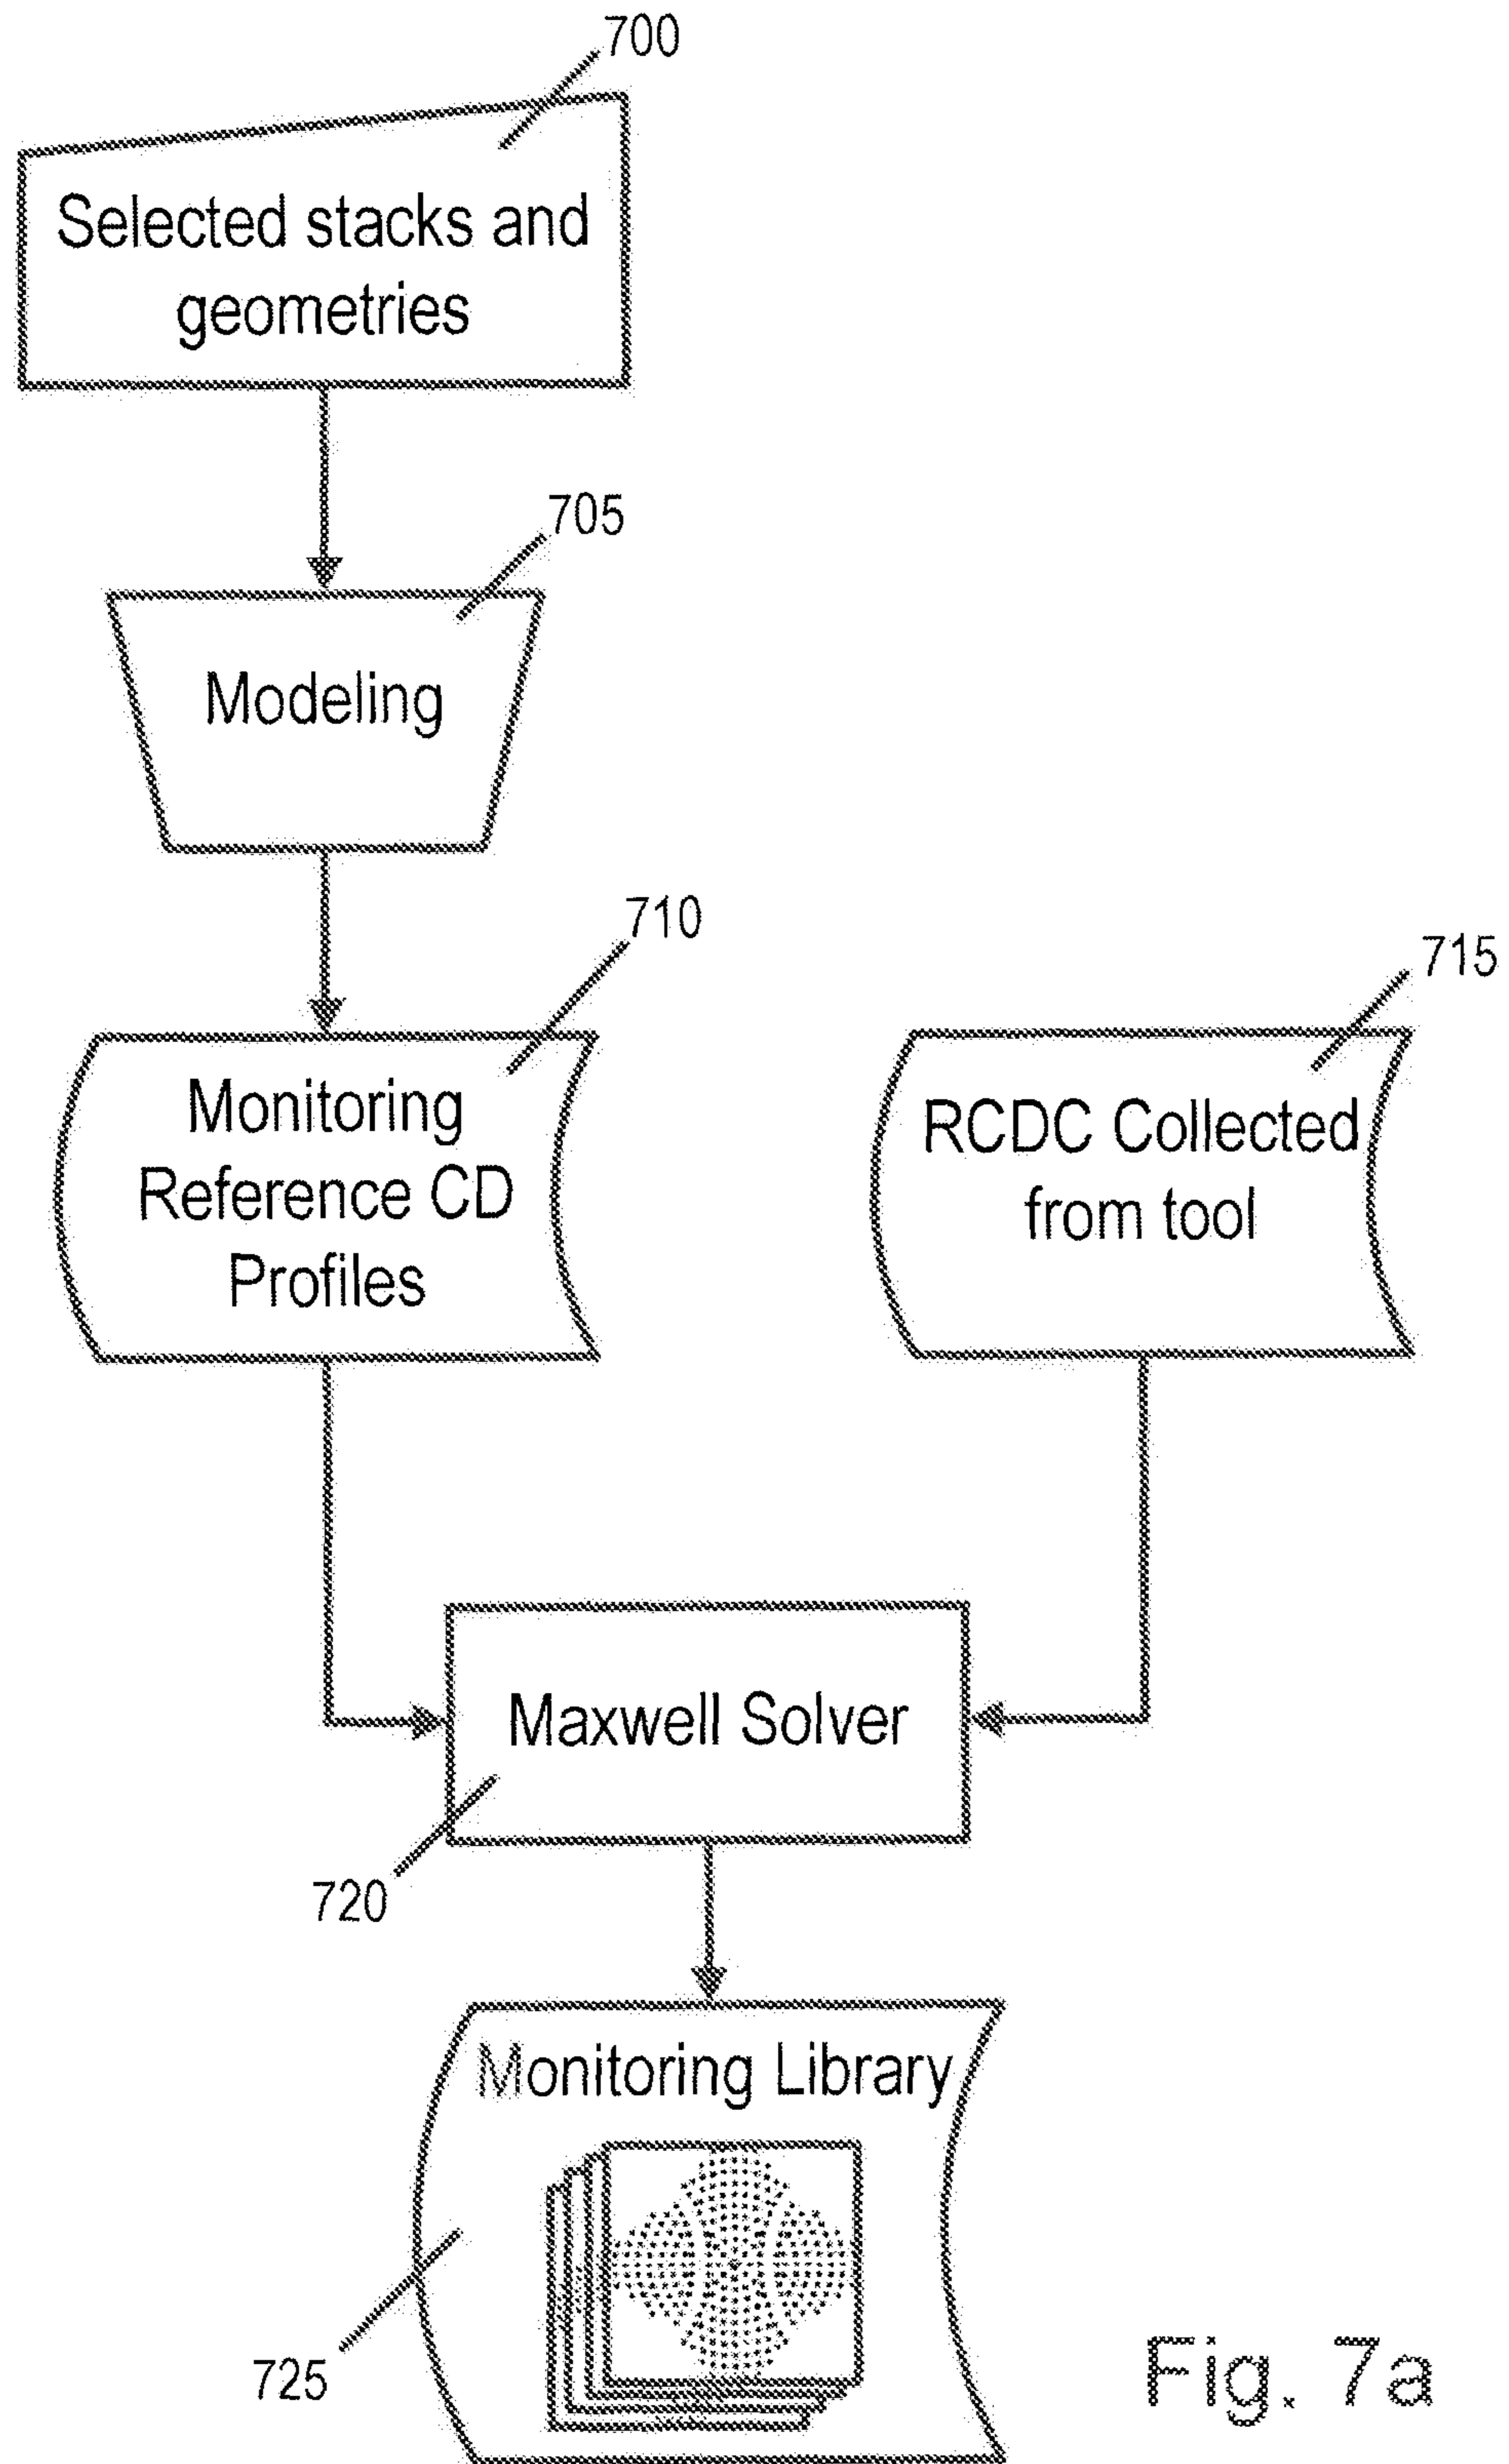 700
Selected stacks and
geometries
705
Modeling
710
Monitoring
Reference CD
Profiles
715
RCDC Collected
from tool
Maxwell Solver
720
Monitoring Library
725
Fig. 7a